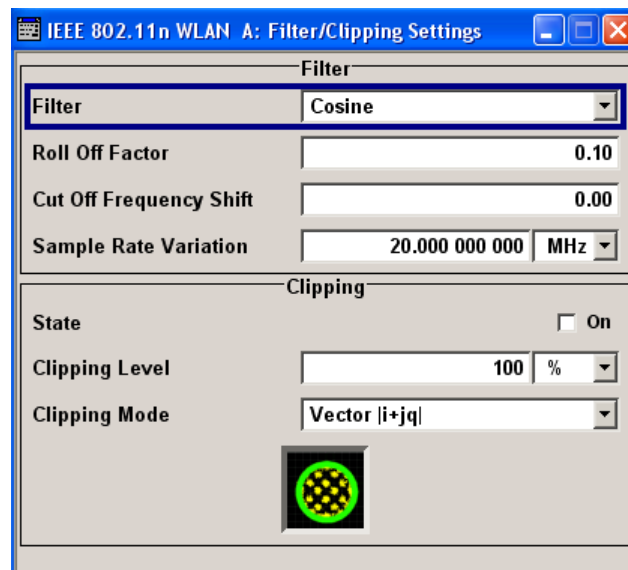 IEEE 802.11n WLAN A: Filter/Clipping Settings
Filter
Filter Cosine
Roll Off Factor 0.10
Cut Off Frequency Shift 0.00
Sample Rate Variation 20.000 000 000 MHz
Clipping
State On
Clipping Level 100 %
Clipping Mode Vector |i+jq|